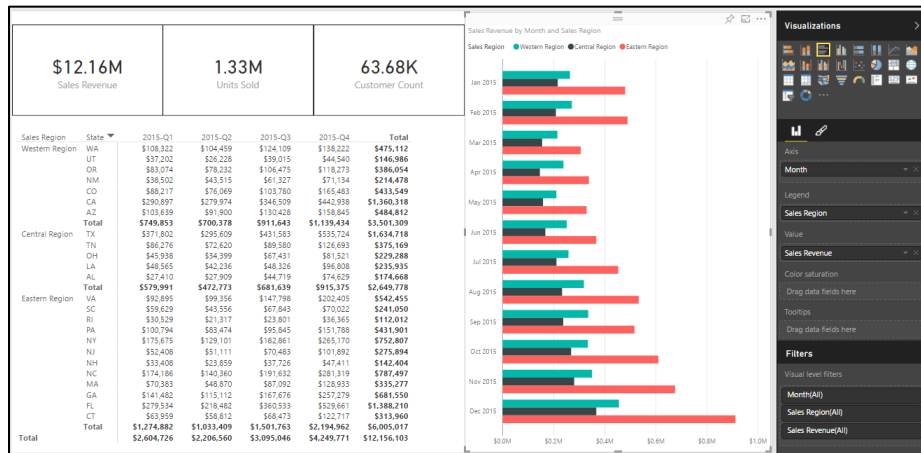 $12.16M
Sales Revenue
1.33M
Units Sold
63.68K
Customer Count
Sales Region State 2015-Q1 2015-Q2 2015-Q3 2015-Q4 Total
Western Region WA $108,322 $104,459 $124,109 $138,222 $475,112
UT $37,202 $26,228 $39,015 $44,540 $146,986
OR $83,074 $78,232 $106,475 $118,273 $386,054
NM $38,502 $43,515 $61,327 $71,134 $214,478
CO $88,217 $76,069 $103,780 $165,483 $433,549
CA $290,897 $279,974 $346,509 $442,938 $1,360,318
AZ $103,639 $91,900 $130,428 $158,845 $484,812
Total $749,853 $700,378 $911,643 $1,139,434 $3,501,309
Central Region TX $371,802 $295,609 $431,583 $535,724 $1,634,718
TN $86,276 $72,620 $89,580 $126,693 $375,169
OH $45,938 $34,399 $67,431 $81,521 $229,288
LA $48,565 $42,236 $48,326 $96,808 $235,935
AL $27,410 $27,909 $44,719 $74,629 $174,668
Total $579,991 $472,773 $681,639 $915,375 $2,649,778
Eastern Region VA $92,895 $99,356 $147,798 $202,405 $542,455
SC $59,629 $43,556 $67,843 $70,022 $241,050
RI $30,529 $21,317 $23,801 $36,365 $112,012
PA $100,794 $83,474 $95,845 $151,788 $431,901
NY $175,675 $129,101 $182,861 $265,170 $752,807
NJ $52,408 $51,111 $70,483 $101,892 $275,894
NH $33,408 $23,859 $37,726 $47,411 $142,404
NC $174,186 $140,360 $191,632 $281,319 $787,497
MA $70,383 $48,870 $87,092 $128,933 $335,277
GA $141,482 $115,112 $167,676 $257,279 $681,550
FL $279,534 $218,482 $360,533 $529,661 $1,388,210
CT $63,959 $58,812 $68,473 $122,717 $313,960
Total $1,274,882 $1,033,409 $1,501,763 $2,194,962 $6,005,017
Total $2,604,726 $2,206,560 $3,095,046 $4,249,771 $12,156,103
Sales Revenue by Month and Sales Region
Sales Region Western Region Central Region Eastern Region
Jan 2015
Feb 2015
Mar 2015
Apr 2015
May 2015
Jun 2015
Jul 2015
Aug 2015
Sep 2015
Oct 2015
Nov 2015
Dec 2015
$0.0M $0.2M $0.4M $0.6M $0.8M $1.0M
Visualizations
Axis
Month
Legend
Sales Region
Value
Sales Revenue
Color saturation
Drag data fields here
Tooltips
Drag data fields here
Filters
Visual level filters
Month(All)
Sales Region(All)
Sales Revenue(All)